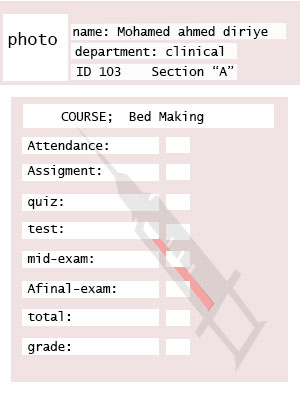 photo
name: Mohamed ahmed diriye
department: clinical
ID 103 Section “A”
COURSE; Bed Making
Attendance:
Assigment:
quiz:
test:
mid-exam:
Afinal-exam:
total:
grade: